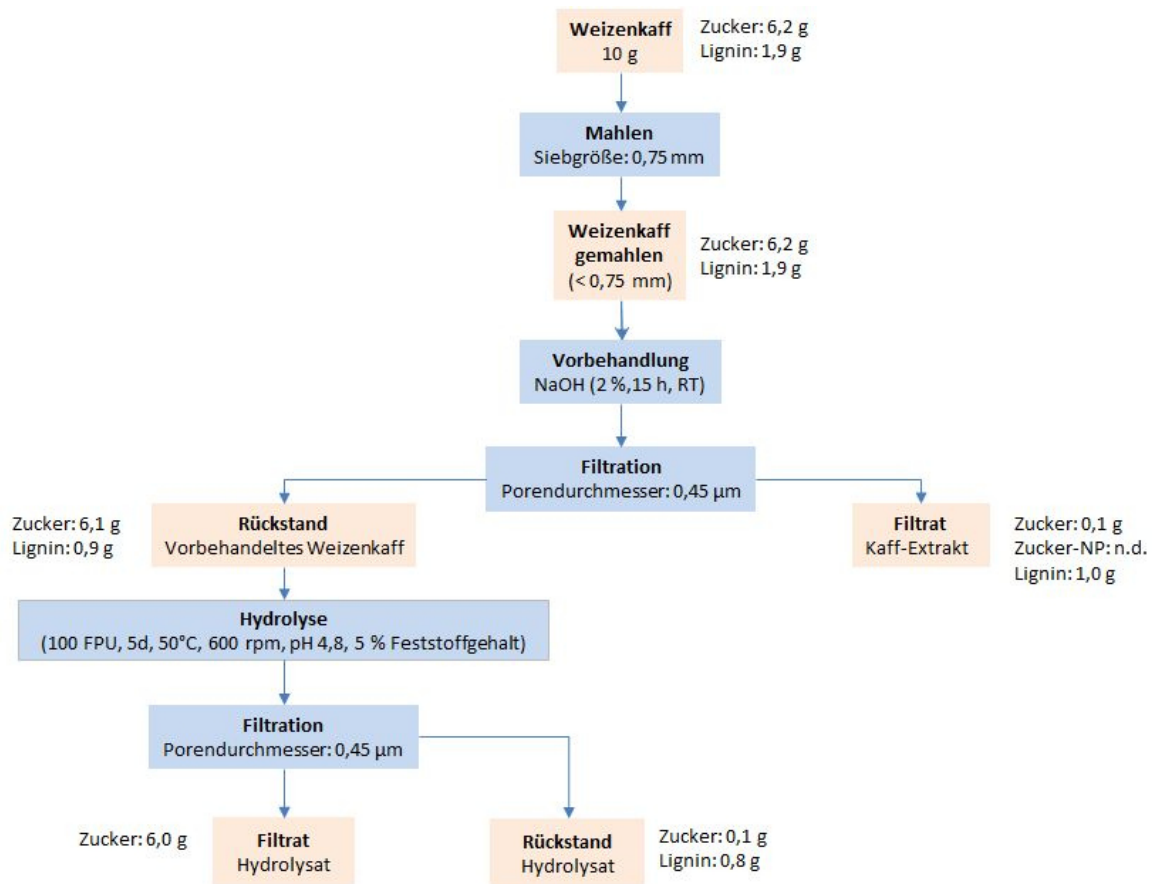 Weizenkaff
10 g
Zucker: 6,2 g
Lignin: 1,9 g
Mahlen
Siebgröße: 0,75 mm
Weizenkaff
gemahlen
(< 0,75 mm)
Zucker: 6,2 g
Lignin: 1,9 g
Vorbehandlung
NaOH (2 %,15 h, RT)
Filtration
Porendurchmesser: 0,45 µm
Zucker: 6,1 g
Lignin: 0,9 g
Rückstand
Vorbehandeltes Weizenkaff
Filtrat
Kaff-Extrakt
Zucker: 0,1 g
Zucker-NP: n.d.
Lignin: 1,0 g
Hydrolyse
(100 FPU, 5d, 50°C, 600 rpm, pH 4,8, 5 % Feststoffgehalt)
Filtration
Porendurchmesser: 0,45 µm
Zucker: 6,0 g
Filtrat
Hydrolysat
Rückstand
Hydrolysat
Zucker: 0,1 g
Lignin: 0,8 g